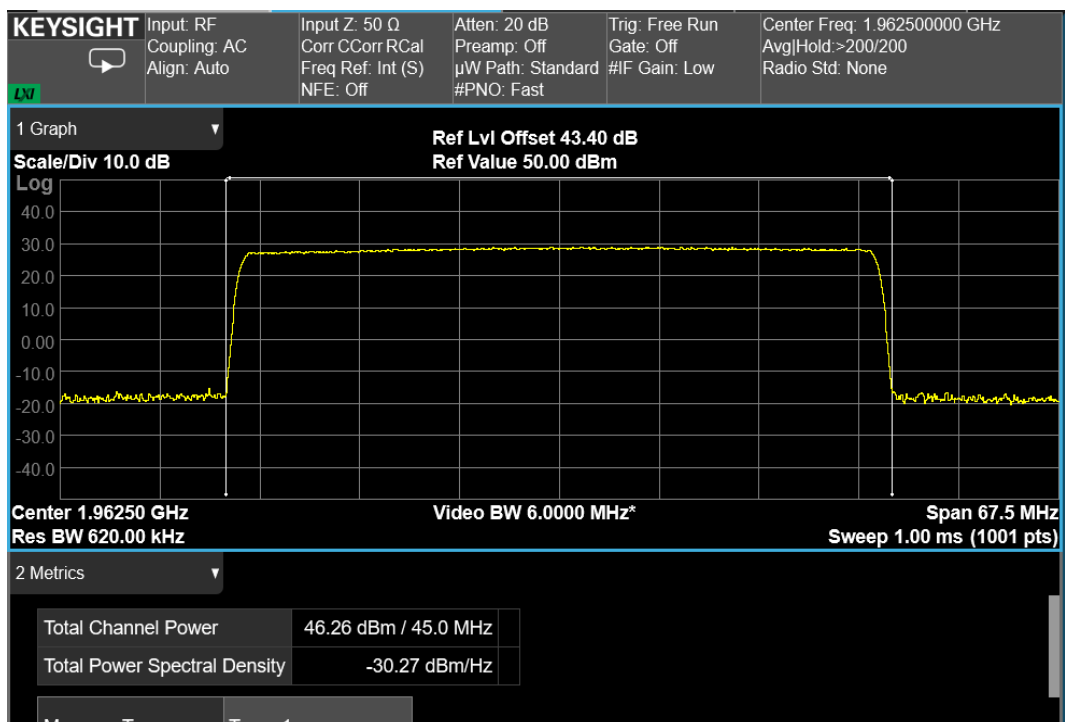 KEYSIGHT
LXI
Input: RF
Coupling: AC
Align: Auto
Input Z: 50 Ω
Corr CCorr RCal
Freq Ref: Int (S)
NFE: Off
Atten: 20 dB
Preamp: Off
µW Path: Standard
#PNO: Fast
Trig: Free Run
Gate: Off
#IF Gain: Low
Center Freq: 1.962500000 GHz
Avg|Hold:>200/200
Radio Std: None
1 Graph
Scale/Div 10.0 dB
Ref Lvl Offset 43.40 dB
Ref Value 50.00 dBm
Log
40.0
30.0
20.0
10.0
0.00
-10.0
-20.0
-30.0
-40.0
Center 1.96250 GHz
Res BW 620.00 kHz
Video BW 6.0000 MHz*
Span 67.5 MHz
Sweep 1.00 ms (1001 pts)
2 Metrics
Total Channel Power 46.26 dBm / 45.0 MHz
Total Power Spectral Density -30.27 dBm/Hz